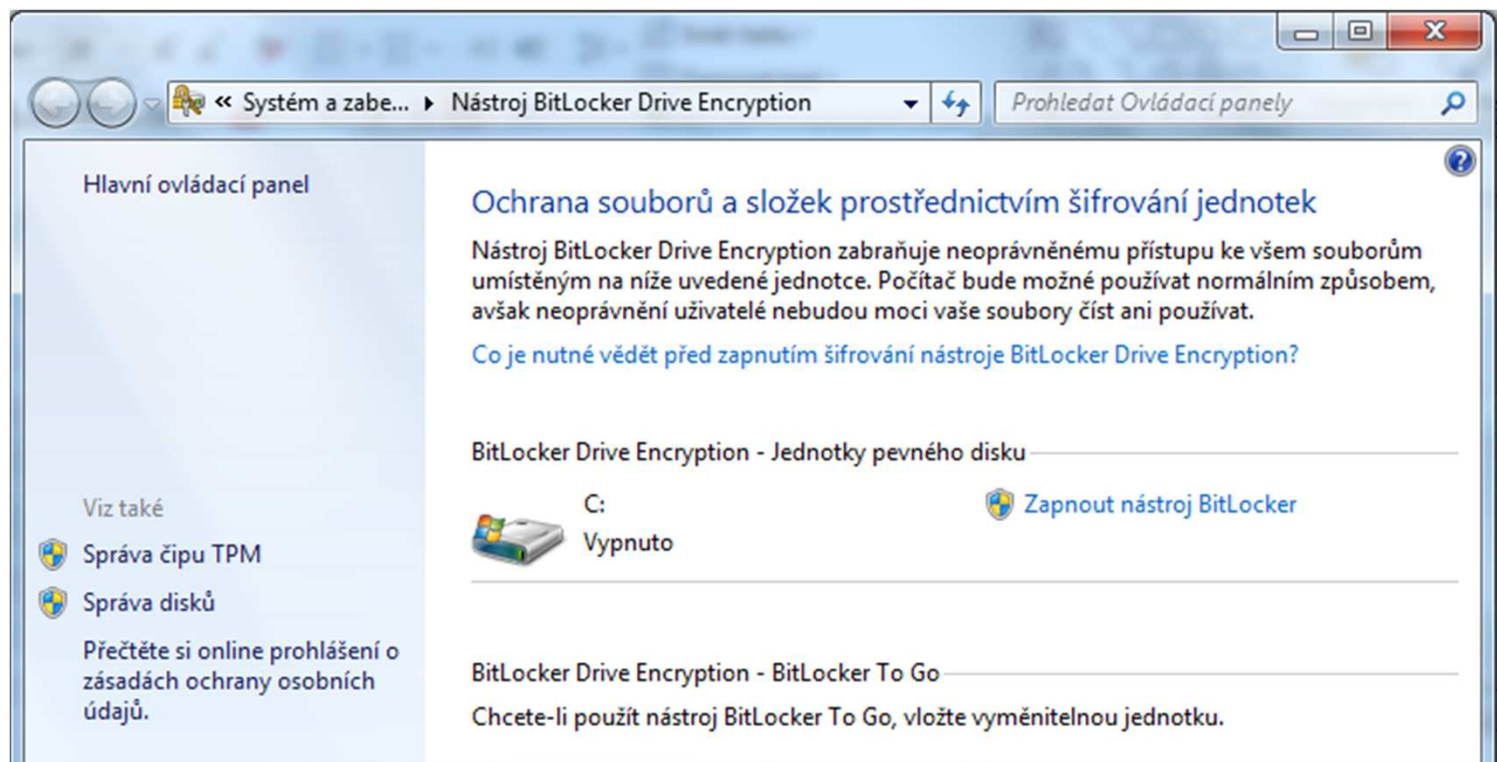 « Systém a zabe... ▸ Nástroj BitLocker Drive Encryption
Prohledat Ovládací panely
Hlavní ovládací panel
Ochrana souborů a složek prostřednictvím šifrování jednotek
Nástroj BitLocker Drive Encryption zabraňuje neoprávněnému přístupu ke všem souborům
umístěným na níže uvedené jednotce. Počítač bude možné používat normálním způsobem,
avšak neoprávnění uživatelé nebudou moci vaše soubory číst ani používat.
Co je nutné vědět před zapnutím šifrování nástroje BitLocker Drive Encryption?
BitLocker Drive Encryption - Jednotky pevného disku
C:
Vypnuto
Zapnout nástroj BitLocker
BitLocker Drive Encryption - BitLocker To Go
Chcete-li použít nástroj BitLocker To Go, vložte vyměnitelnou jednotku.
Viz také
Správa čipu TPM
Správa disků
Přečtěte si online prohlášení o
zásadách ochrany osobních
údajů.